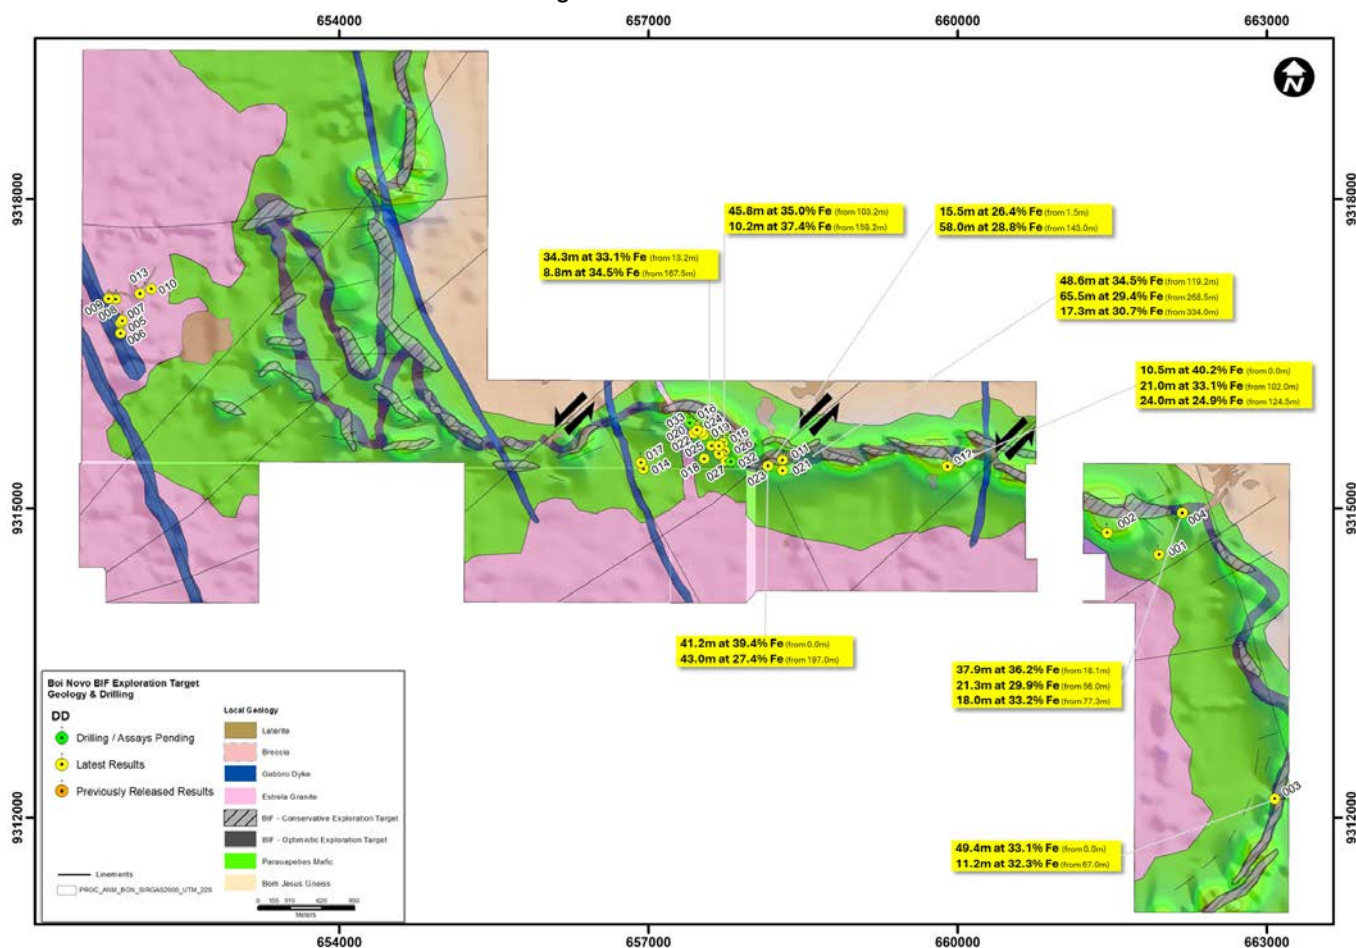 654000
657000
660000
663000
N
9318000
9318000
45.8m at 35.0% Fe (from 103.2m)
10.2m at 37.4% Fe (from 159.2m)
15.5m at 26.4% Fe (from 1.5m)
58.0m at 28.8% Fe (from 143.0m)
34.3m at 33.1% Fe (from 13.2m)
8.8m at 34.5% Fe (from 167.5m)
48.6m at 34.5% Fe (from 119.2m)
65.5m at 29.4% Fe (from 268.5m)
17.3m at 30.7% Fe (from 334.0m)
013
010
009
008
007
005
006
10.5m at 40.2% Fe (from 0.0m)
21.0m at 33.1% Fe (from 102.0m)
24.0m at 24.9% Fe (from 124.5m)
033
016
024
020
019
022
015
025
026
017
014
018
027
032
023
011
021
012
9315000
9315000
002
004
001
41.2m at 39.4% Fe (from 0.0m)
43.0m at 27.4% Fe (from 197.0m)
37.9m at 36.2% Fe (from 18.1m)
21.3m at 29.9% Fe (from 56.0m)
18.0m at 33.2% Fe (from 77.3m)
003
9312000
9312000
49.4m at 33.1% Fe (from 0.0m)
11.2m at 32.3% Fe (from 67.0m)
Boi Novo BIF Exploration Target
Geology & Drilling
DD
Drilling / Assays Pending
Latest Results
Previously Released Results
Linements
PROC_ANM_BON_SIRGAS2000_UTM_22S
Local Geology
Laterite
Breccia
Gabbro Dyke
Estrela Granite
BIF - Conservative Exploration Target
BIF - Optimistic Exploration Target
Parauapebas Mafic
Bom Jesus Gneiss
0 155 310 620 930
Meters
654000
657000
660000
663000